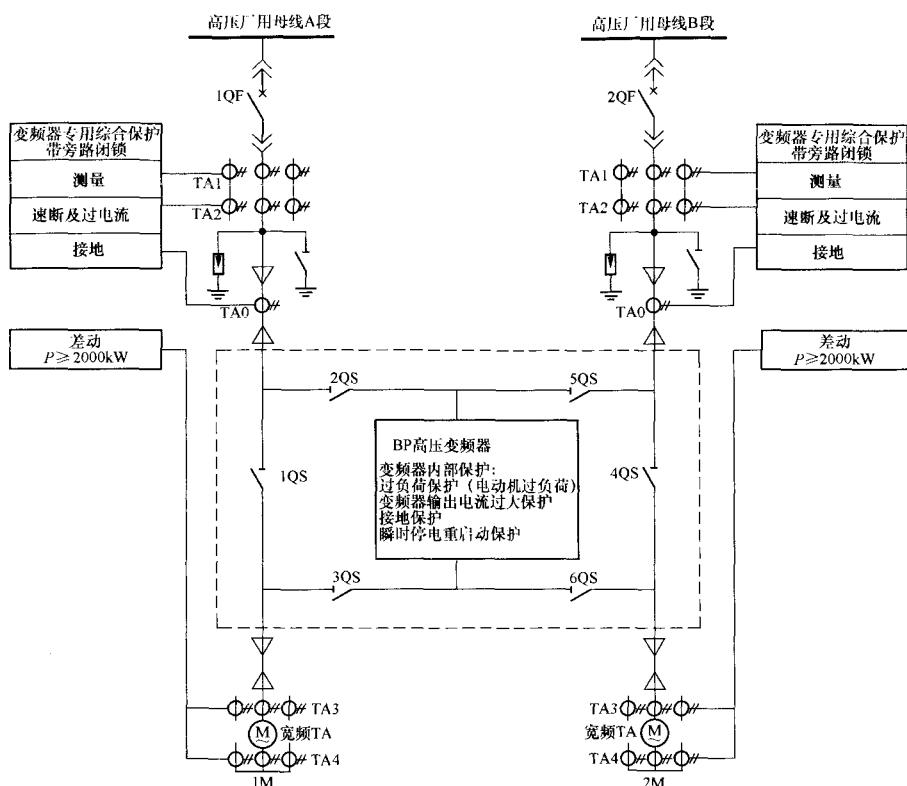 高压厂用母线A段
高压厂用母线B段
1QF
2QF
变频器专用综合保护
带旁路闭锁
测量
速断及过电流
接地
变频器专用综合保护
带旁路闭锁
测量
速断及过电流
接地
TA1
TA2
TA1
TA2
TA0
TA0
差动
P≥2000kW
差动
P≥2000kW
2QS
5QS
1QS
4QS
BP高压变频器
变频器内部保护:
过负荷保护（电动机过负荷）
变频器输出电流过大保护
接地保护
瞬时停电重启动保护
3QS
6QS
TA3
M
~
宽频TA
TA4
1M
TA3
宽频TA
M
~
TA4
2M